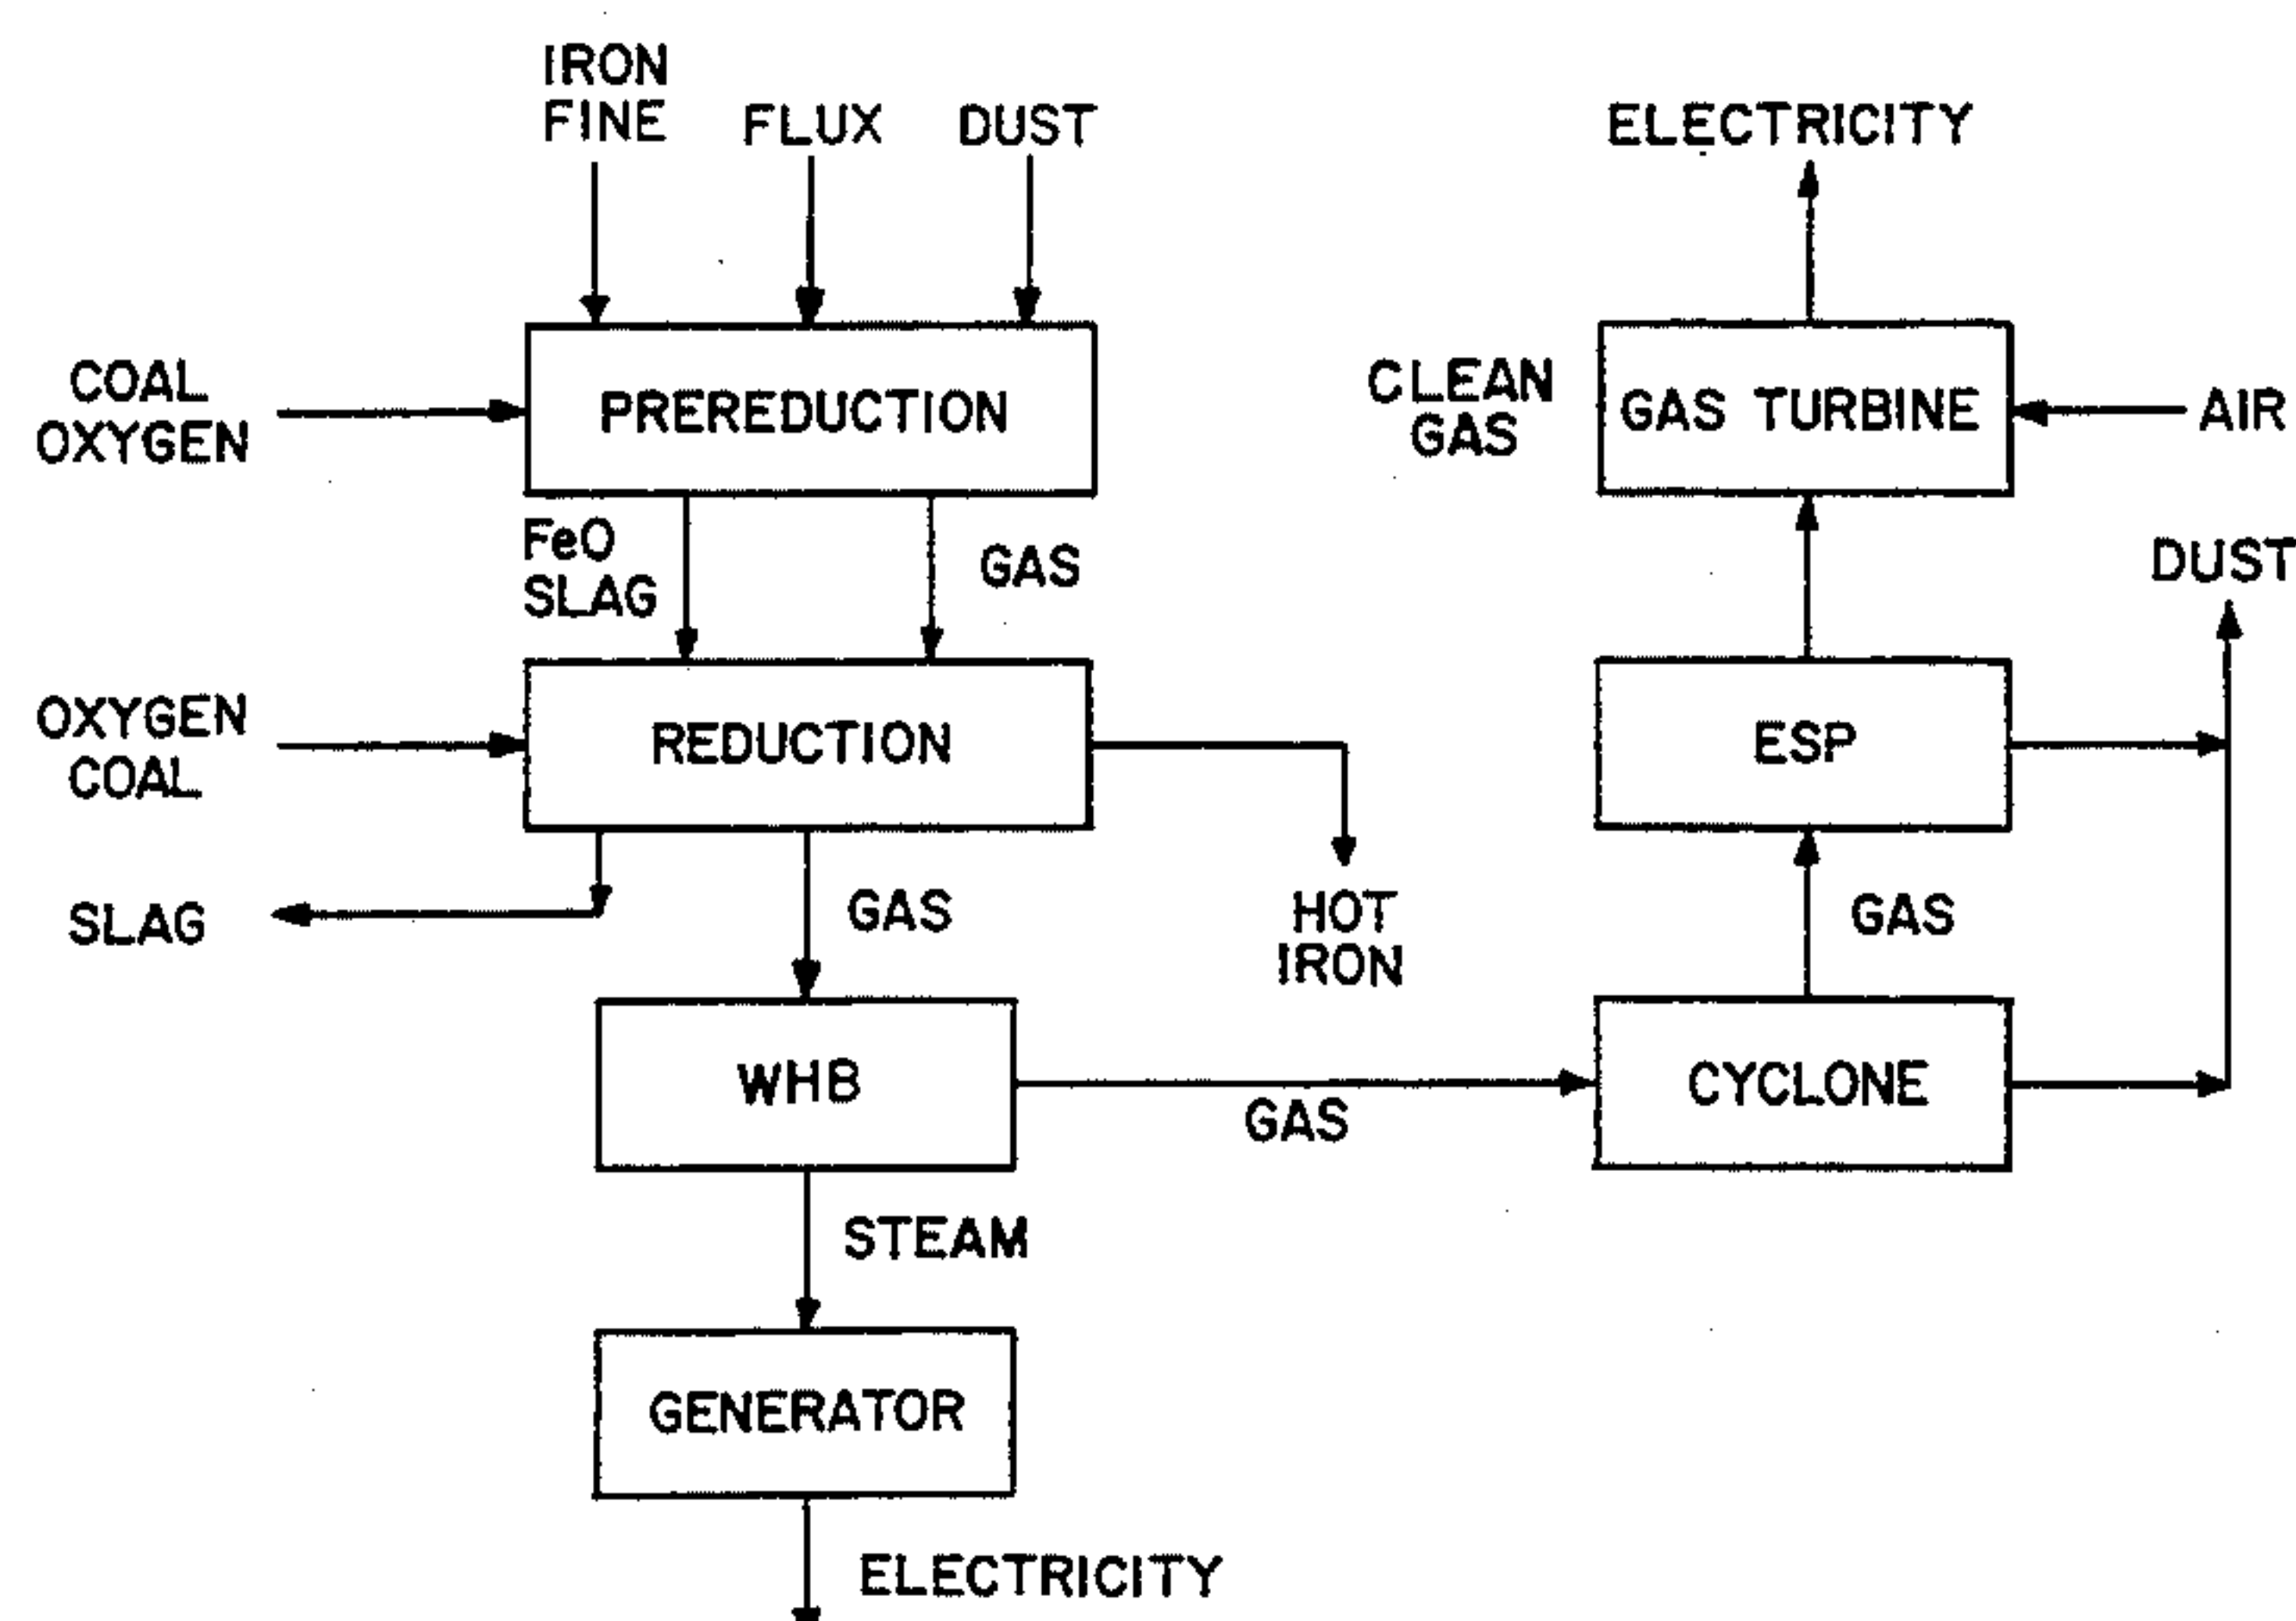 IRON
FINE
FLUX
DUST
COAL
OXYGEN
PREREDUCTION
FeO
SLAG
GAS
OXYGEN
COAL
REDUCTION
SLAG
GAS
HOT
IRON
WHB
GAS
STEAM
GENERATOR
ELECTRICITY
ELECTRICITY
CLEAN
GAS
GAS TURBINE
AIR
DUST
ESP
GAS
CYCLONE